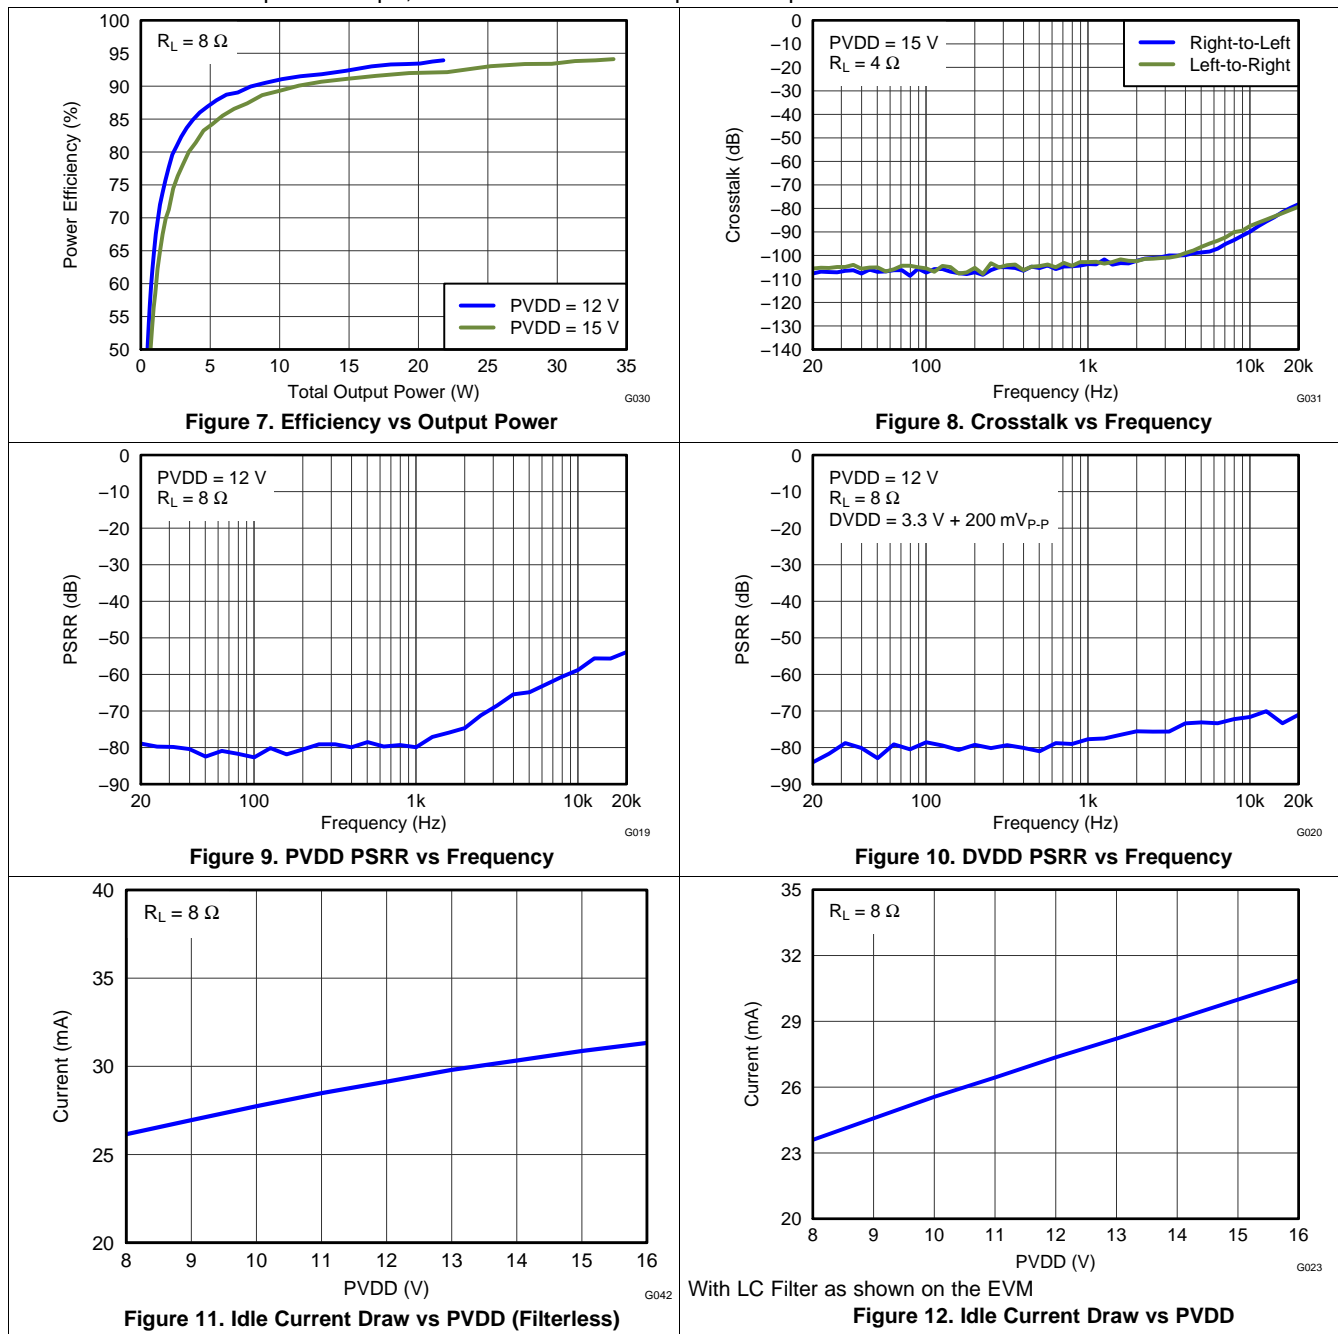 R_L = 8 Ω
100
95
90
85
80
75
70
65
60
55
50
Power Efficiency (%)
PVDD = 12 V
PVDD = 15 V
0 5 10 15 20 25 30 35
Total Output Power (W)
G030
Figure 7. Efficiency vs Output Power
PVDD = 15 V
R_L = 4 Ω
Right-to-Left
Left-to-Right
0
−10
−20
−30
−40
−50
−60
−70
−80
−90
−100
−110
−120
−130
−140
Crosstalk (dB)
20 100 1k 10k 20k
Frequency (Hz)
G031
Figure 8. Crosstalk vs Frequency
PVDD = 12 V
R_L = 8 Ω
0
−10
−20
−30
−40
−50
−60
−70
−80
−90
PSRR (dB)
20 100 1k 10k 20k
Frequency (Hz)
G019
Figure 9. PVDD PSRR vs Frequency
PVDD = 12 V
R_L = 8 Ω
DVDD = 3.3 V + 200 mV_P-P
0
−10
−20
−30
−40
−50
−60
−70
−80
−90
PSRR (dB)
20 100 1k 10k 20k
Frequency (Hz)
G020
Figure 10. DVDD PSRR vs Frequency
R_L = 8 Ω
40
35
30
25
20
Current (mA)
8 9 10 11 12 13 14 15 16
PVDD (V)
G042
Figure 11. Idle Current Draw vs PVDD (Filterless)
R_L = 8 Ω
35
32
29
26
23
20
Current (mA)
8 9 10 11 12 13 14 15 16
PVDD (V)
G023
With LC Filter as shown on the EVM
Figure 12. Idle Current Draw vs PVDD